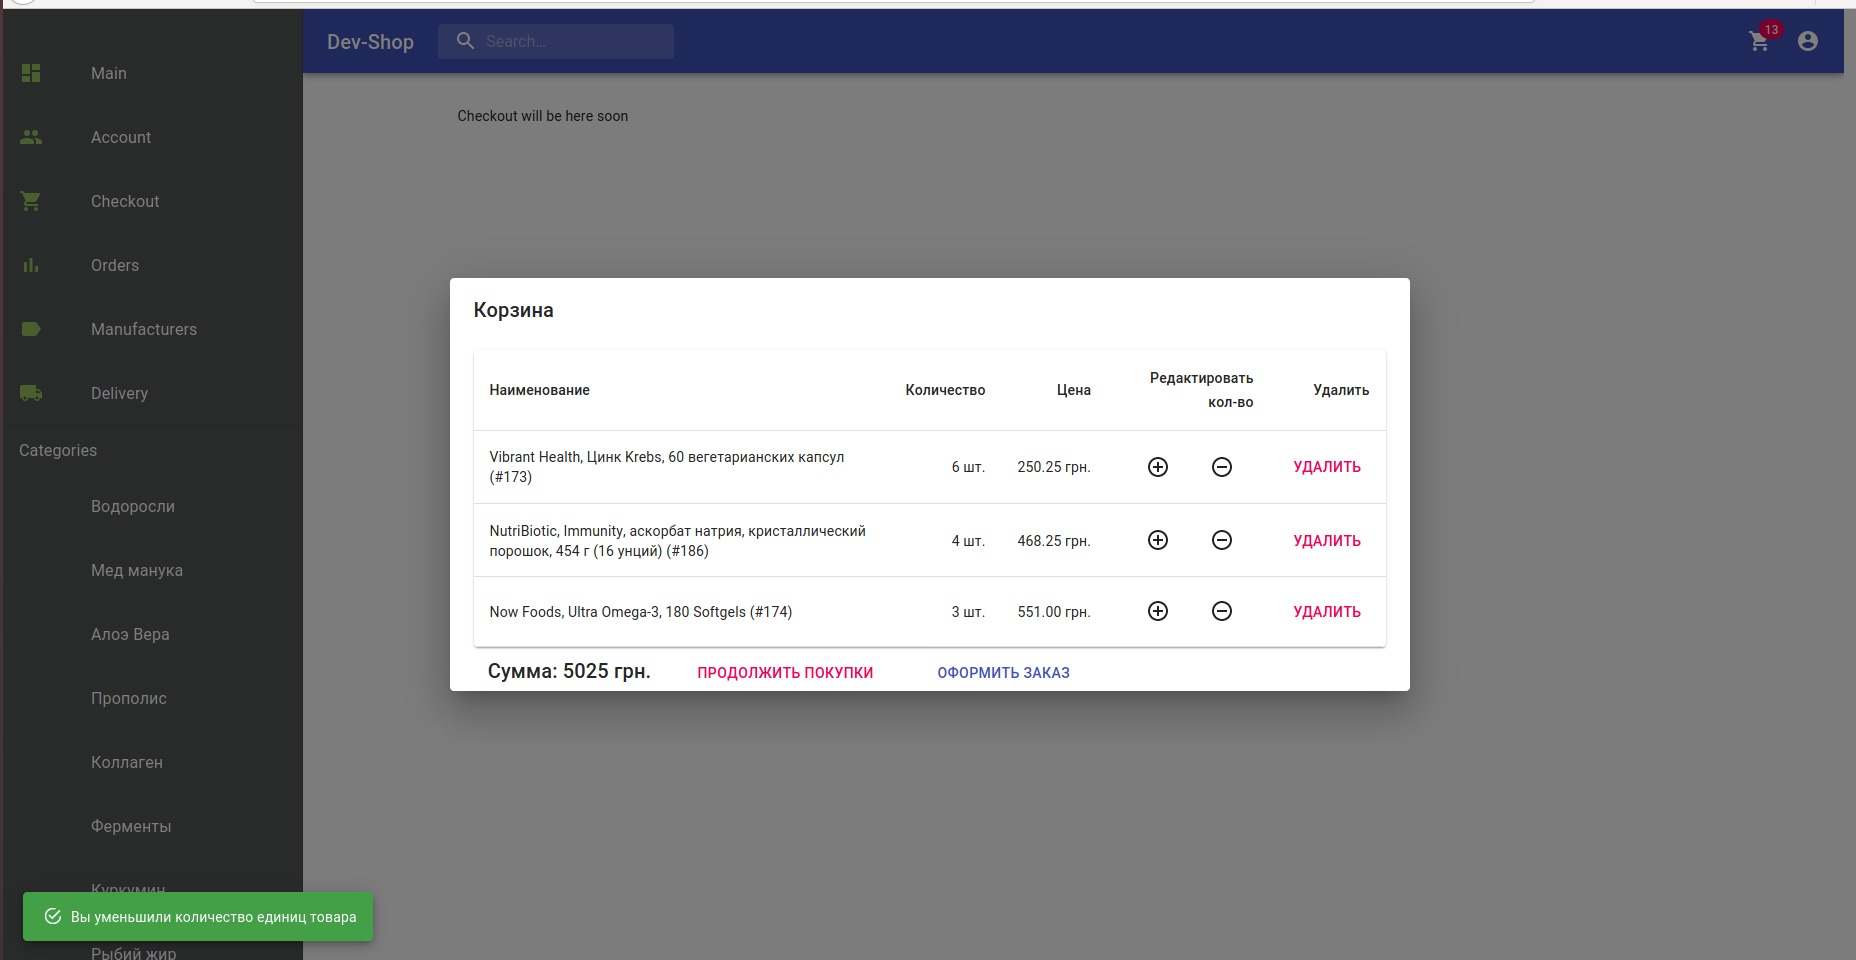 Dev-Shop
Search...
13
Main
Account
Checkout
Orders
Manufacturers
Delivery
Categories
Водоросли
Мед манука
Алоэ Вера
Прополис
Коллаген
Ферменты
Куркумин
Рыбий жир
Checkout will be here soon
Корзина
Наименование Количество Цена Редактировать кол-во Удалить
Vibrant Health, Цинк Krebs, 60 вегетарианских капсул
(#173)
6 шт. 250.25 грн. УДАЛИТЬ
NutriBiotic, Immunity, аскорбат натрия, кристаллический
порошок, 454 г (16 унций) (#186)
4 шт. 468.25 грн. УДАЛИТЬ
Now Foods, Ultra Omega-3, 180 Softgels (#174) 3 шт. 551.00 грн. УДАЛИТЬ
Сумма: 5025 грн. ПРОДОЛЖИТЬ ПОКУПКИ ОФОРМИТЬ ЗАКАЗ
Вы уменьшили количество единиц товара